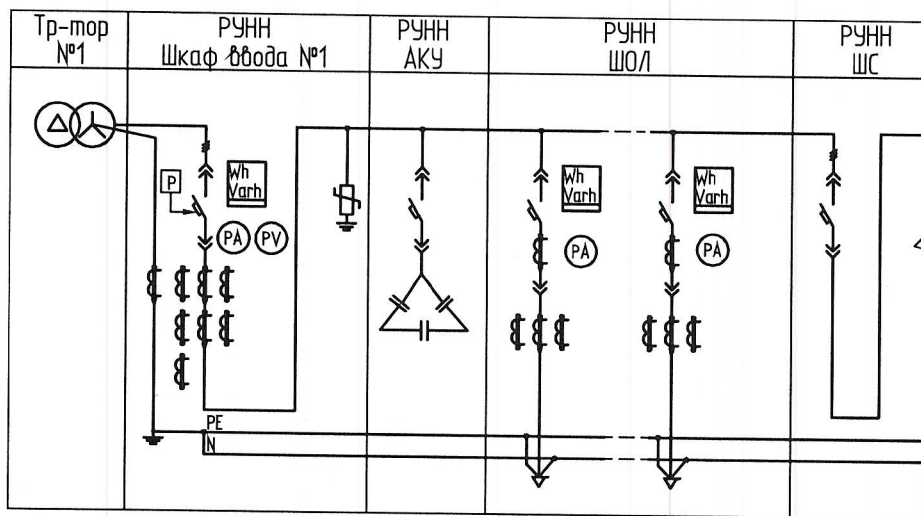 Тр-тор
№1
РУНН
Шкаф ввода №1
РУНН
АКУ
РУНН
ШОЛ
РУНН
ШС
P
Wh
Varh
PA
PV
Wh
Varh
PA
Wh
Varh
PA
PE
N